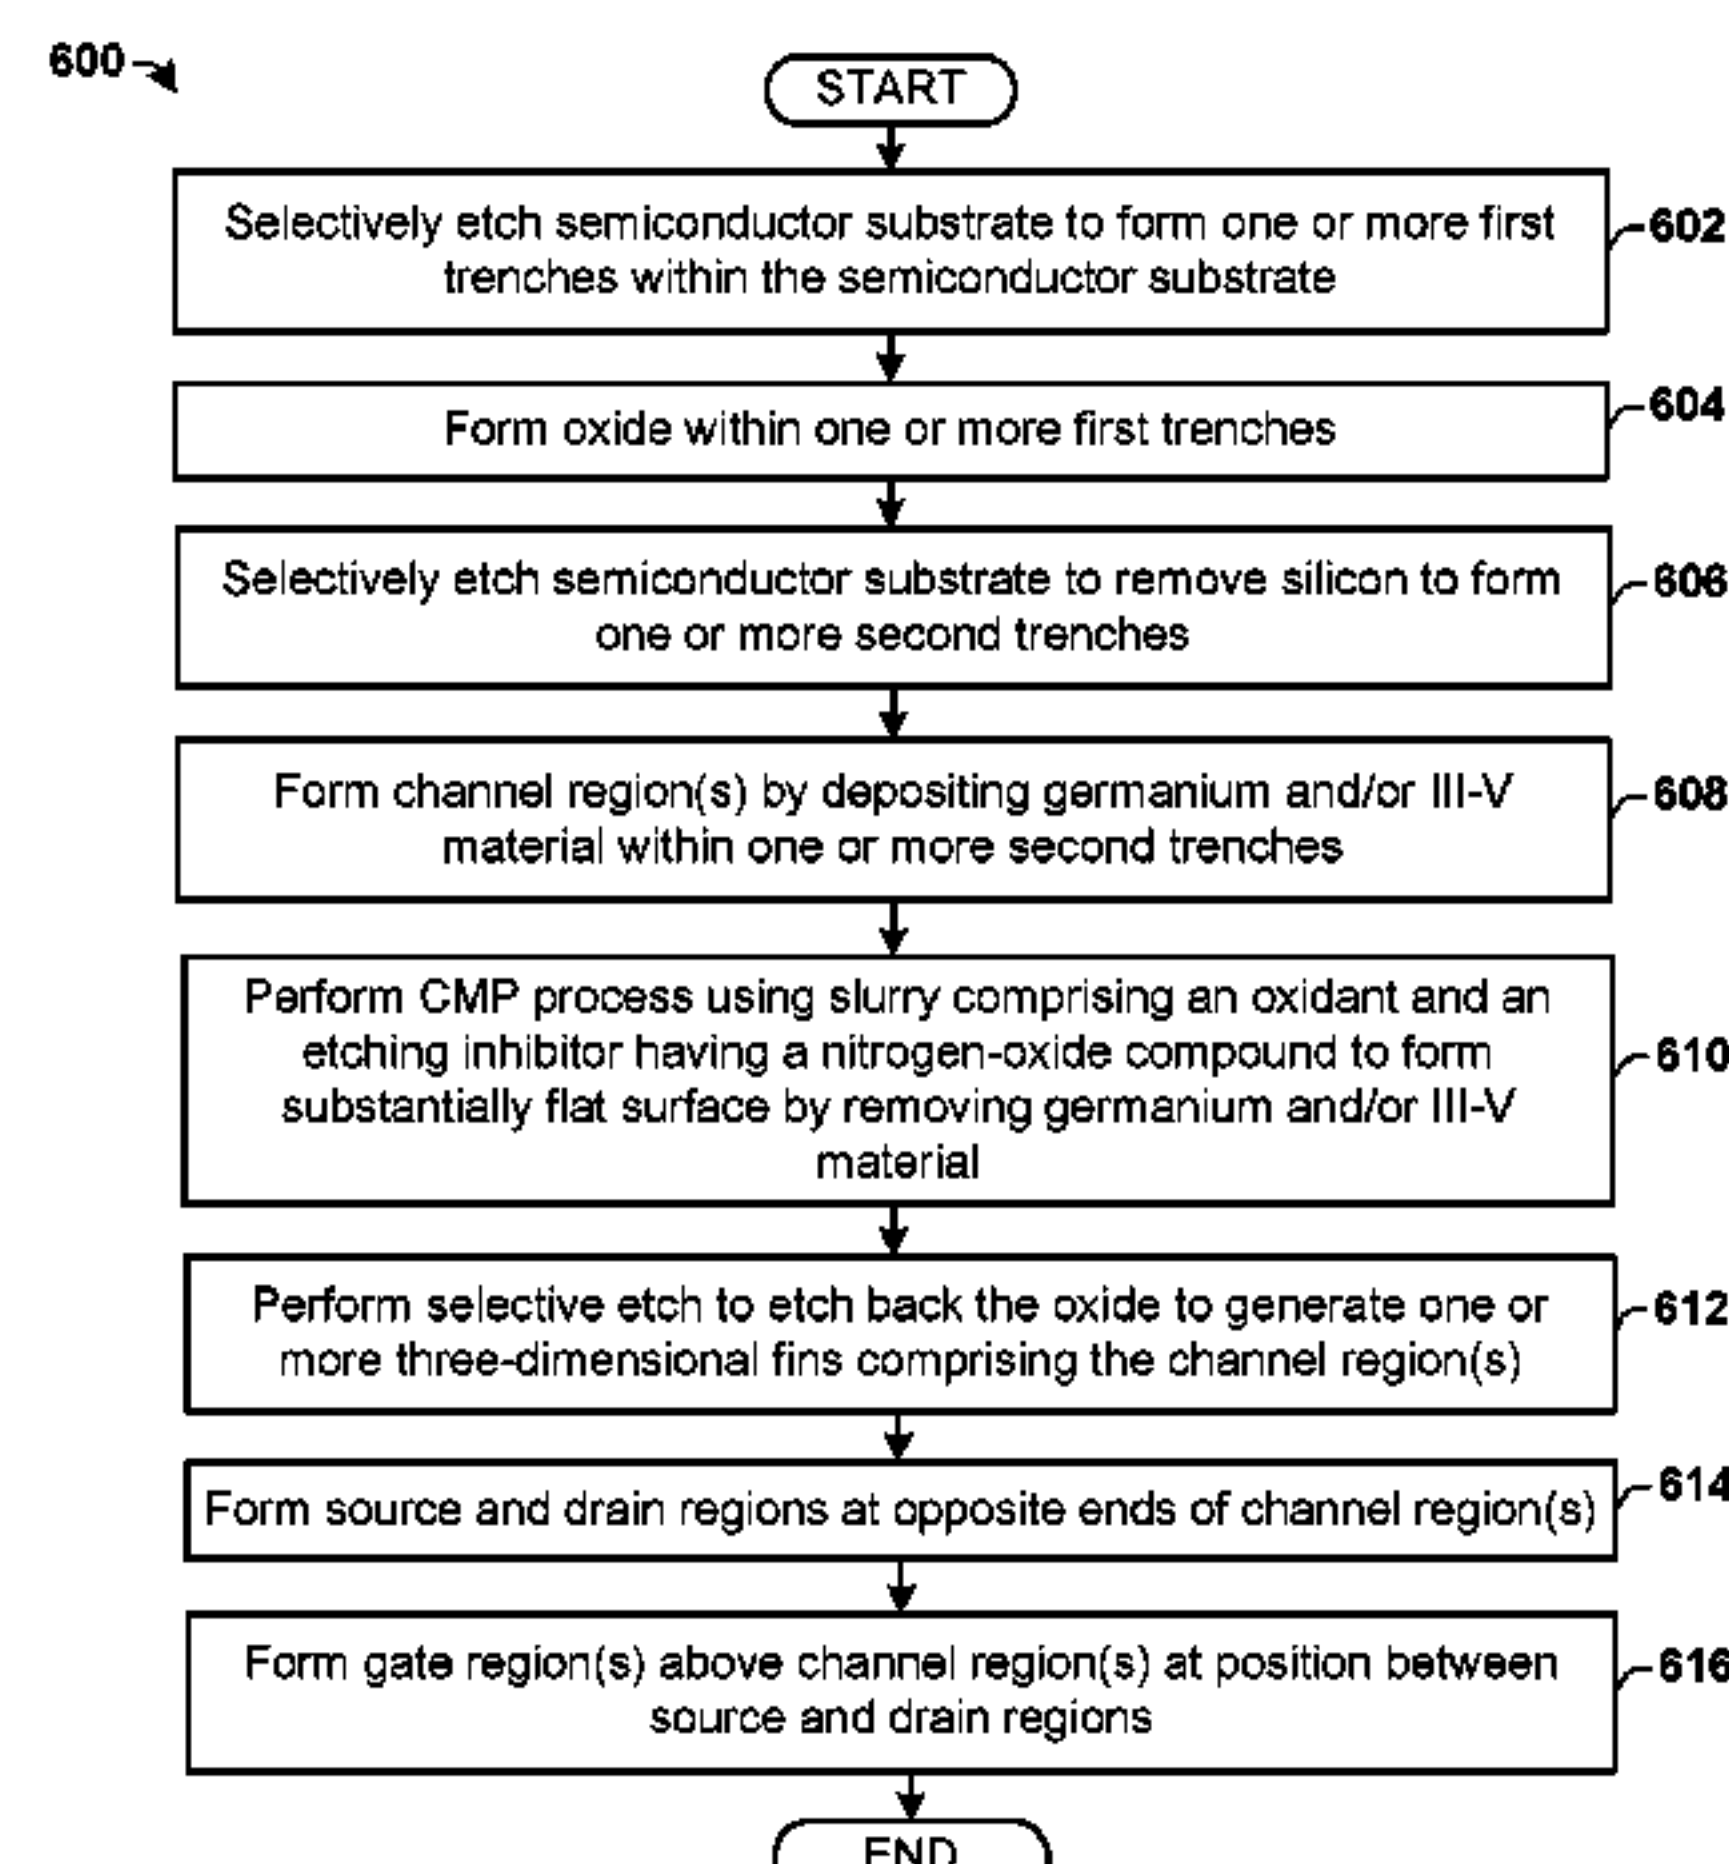 600
START
Selectively etch semiconductor substrate to form one or more first
trenches within the semiconductor substrate
602
Form oxide within one or more first trenches
604
Selectively etch semiconductor substrate to remove silicon to form
one or more second trenches
606
Form channel region(s) by depositing germanium and/or III-V
material within one or more second trenches
608
Perform CMP process using slurry comprising an oxidant and an
etching inhibitor having a nitrogen-oxide compound to form
substantially flat surface by removing germanium and/or III-V
material
610
Perform selective etch to etch back the oxide to generate one or
more three-dimensional fins comprising the channel region(s)
612
Form source and drain regions at opposite ends of channel region(s)
614
Form gate region(s) above channel region(s) at position between
source and drain regions
616
END